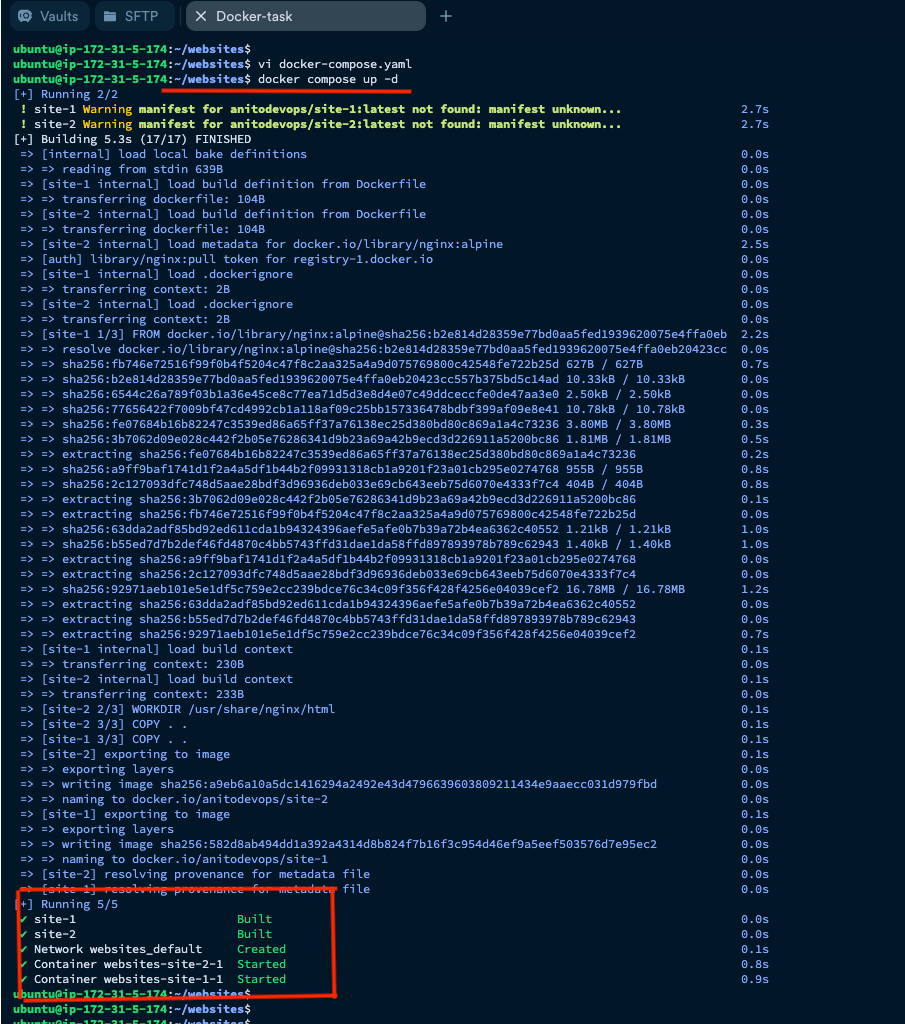 Vaults SFTP Docker-task
ubuntu@ip-172-31-5-174:~/websites$
ubuntu@ip-172-31-5-174:~/websites$ vi docker-compose.yaml
ubuntu@ip-172-31-5-174:~/websites$ docker compose up -d
[+] Running 2/2
! site-1 Warning manifest for anitodevops/site-1:latest not found: manifest unknown... 2.7s
! site-2 Warning manifest for anitodevops/site-2:latest not found: manifest unknown... 2.7s
[+] Building 5.3s (17/17) FINISHED
=> [internal] load local bake definitions 0.0s
=> => reading from stdin 639B 0.0s
=> [site-1 internal] load build definition from Dockerfile 0.0s
=> => transferring dockerfile: 104B 0.0s
=> [site-2 internal] load build definition from Dockerfile 0.0s
=> => transferring dockerfile: 104B 0.0s
=> [site-2 internal] load metadata for docker.io/library/nginx:alpine 2.5s
=> [auth] library/nginx:pull token for registry-1.docker.io 0.0s
=> [site-1 internal] load .dockerignore 0.0s
=> => transferring context: 2B 0.0s
=> [site-2 internal] load .dockerignore 0.0s
=> => transferring context: 2B 0.0s
=> [site-1 1/3] FROM docker.io/library/nginx:alpine@sha256:b2e814d28359e77bd0aa5fed1939620075e4ffa0eb 2.2s
=> => resolve docker.io/library/nginx:alpine@sha256:b2e814d28359e77bd0aa5fed1939620075e4ffa0eb20423cc 0.0s
=> => sha256:fb746e72516f99f0b4f5204c47f8c2aa325a4a9d075769800c42548fe722b25d 627B / 627B 0.7s
=> => sha256:b2e814d28359e77bd0aa5fed1939620075e4ffa0eb20423cc557b375bd5c14ad 10.33kB / 10.33kB 0.0s
=> => sha256:6544c26a789f03b1a36e45ce8c77ea71d5d3e8d4e07c49ddceccfe0de47aa3e0 2.50kB / 2.50kB 0.0s
=> => sha256:77656422f7009bf47cd4992cb1a118af09c25bb157336478bdbf399af09e8e41 10.78kB / 10.78kB 0.0s
=> => sha256:fe07684b16b82247c3539ed86a65ff37a76138ec25d380bd80c869a1a4c73236 3.80MB / 3.80MB 0.3s
=> => sha256:3b7062d09e028c442f2b05e76286341d9b23a69a42b9ecd3d226911a5200bc86 1.81MB / 1.81MB 0.5s
=> => extracting sha256:fe07684b16b82247c3539ed86a65ff37a76138ec25d380bd80c869a1a4c73236 0.2s
=> => sha256:a9ff9baf1741d1f2a4a5df1b44b2f09931318cb1a9201f23a01cb295e0274768 955B / 955B 0.8s
=> => sha256:2c127093dfc748d5aae28bdf3d96936deb033e69cb643eeb75d6070e4333f7c4 404B / 404B 0.8s
=> => extracting sha256:3b7062d09e028c442f2b05e76286341d9b23a69a42b9ecd3d226911a5200bc86 0.1s
=> => extracting sha256:fb746e72516f99f0b4f5204c47f8c2aa325a4a9d075769800c42548fe722b25d 0.0s
=> => sha256:63dda2adf85bd92ed611cda1b94324396aefe5afe0b7b39a72b4ea6362c40552 1.21kB / 1.21kB 1.0s
=> => sha256:b55ed7d7b2def46fd4870c4bb5743ffd31dae1da58ffd897893978b789c62943 1.40kB / 1.40kB 1.0s
=> => extracting sha256:a9ff9baf1741d1f2a4a5df1b44b2f09931318cb1a9201f23a01cb295e0274768 0.0s
=> => extracting sha256:2c127093dfc748d5aae28bdf3d96936deb033e69cb643eeb75d6070e4333f7c4 0.0s
=> => sha256:92971aeb101e5e1df5c759e2cc239bdce76c34c09f356f428f4256e04039cef2 16.78MB / 16.78MB 1.2s
=> => extracting sha256:63dda2adf85bd92ed611cda1b94324396aefe5afe0b7b39a72b4ea6362c40552 0.0s
=> => extracting sha256:b55ed7d7b2def46fd4870c4bb5743ffd31dae1da58ffd897893978b789c62943 0.0s
=> => extracting sha256:92971aeb101e5e1df5c759e2cc239bdce76c34c09f356f428f4256e04039cef2 0.7s
=> [site-1 internal] load build context 0.1s
=> => transferring context: 230B 0.0s
=> [site-2 internal] load build context 0.1s
=> => transferring context: 233B 0.0s
=> [site-2 2/3] WORKDIR /usr/share/nginx/html 0.1s
=> [site-2 3/3] COPY . . 0.1s
=> [site-1 3/3] COPY . . 0.1s
=> [site-2] exporting to image 0.1s
=> => exporting layers 0.0s
=> => writing image sha256:a9eb6a10a5dc1416294a2492e43d4796639603809211434e9aaecc031d979fbd 0.0s
=> => naming to docker.io/anitodevops/site-2 0.0s
=> [site-1] exporting to image 0.1s
=> => exporting layers 0.0s
=> => writing image sha256:582d8ab494dd1a392a4314d8b824f7b16f3c954d46ef9a5eef503576d7e95ec2 0.0s
=> => naming to docker.io/anitodevops/site-1 0.0s
=> [site-2] resolving provenance for metadata file 0.0s
=> [site-1] resolving provenance for metadata file 0.0s
[+] Running 5/5
✔ site-1 Built 0.0s
✔ site-2 Built 0.0s
✔ Network websites_default Created 0.1s
✔ Container websites-site-2-1 Started 0.8s
✔ Container websites-site-1-1 Started 0.9s
ubuntu@ip-172-31-5-174:~/websites$
ubuntu@ip-172-31-5-174:~/websites$